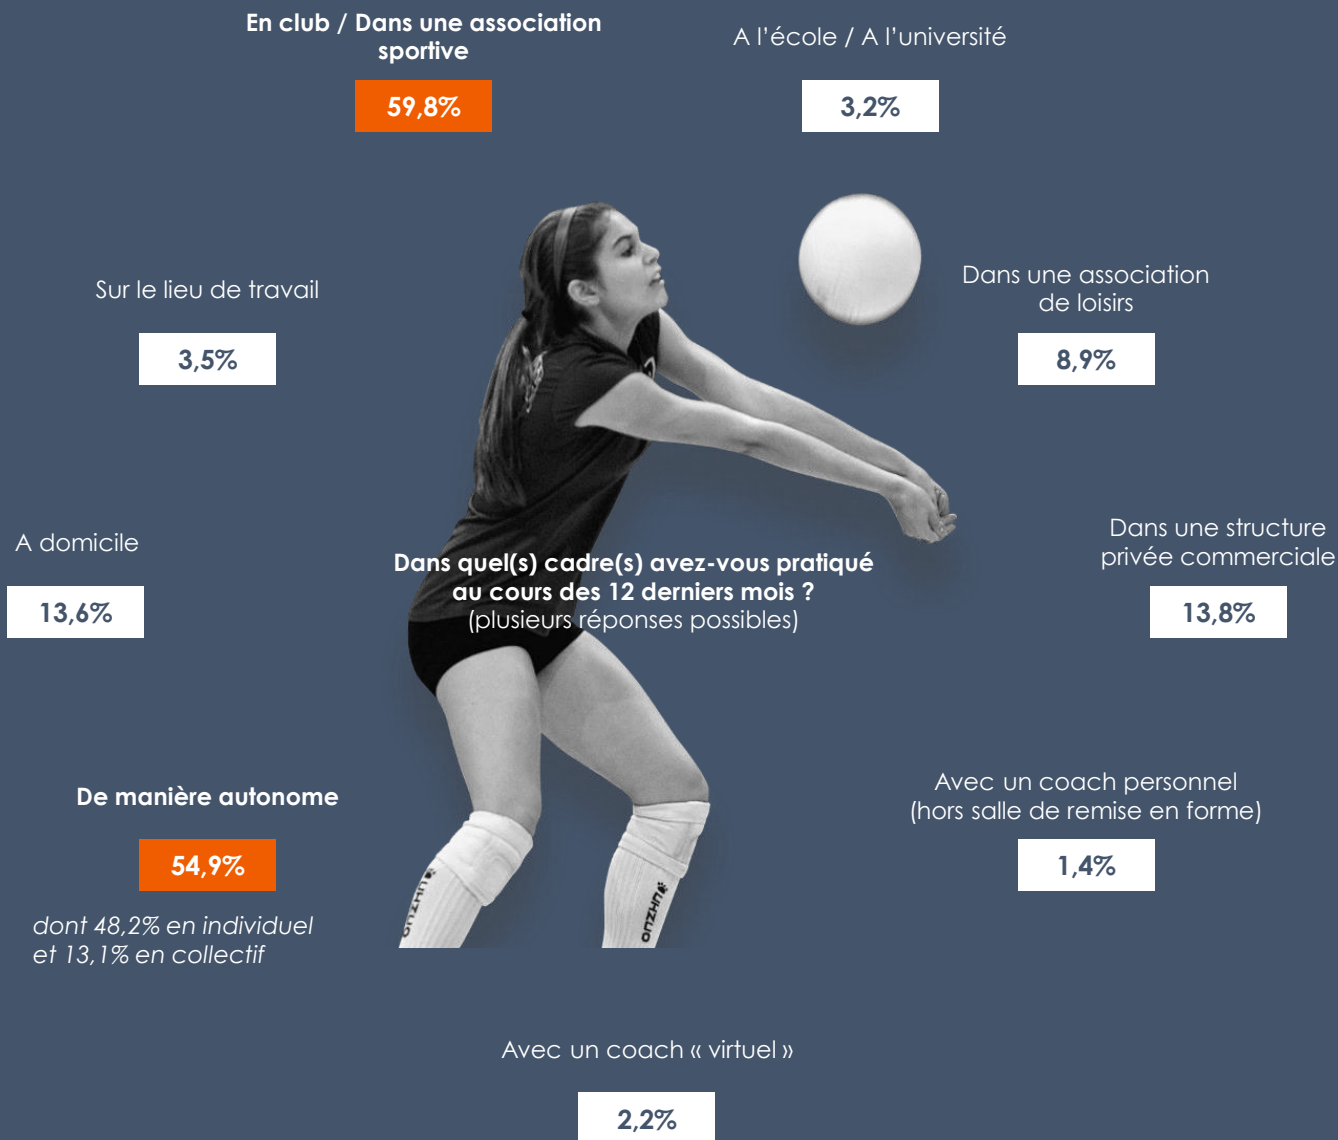 En club / Dans une association
sportive
59,8%
A l'école / A l'université
3,2%
Sur le lieu de travail
3,5%
Dans une association
de loisirs
8,9%
A domicile
13,6%
Dans quel(s) cadre(s) avez-vous pratiqué
au cours des 12 derniers mois ?
(plusieurs réponses possibles)
Dans une structure
privée commerciale
13,8%
De manière autonome
54,9%
dont 48,2% en individuel
et 13,1% en collectif
Avec un coach personnel
(hors salle de remise en forme)
1,4%
Avec un coach « virtuel »
2,2%